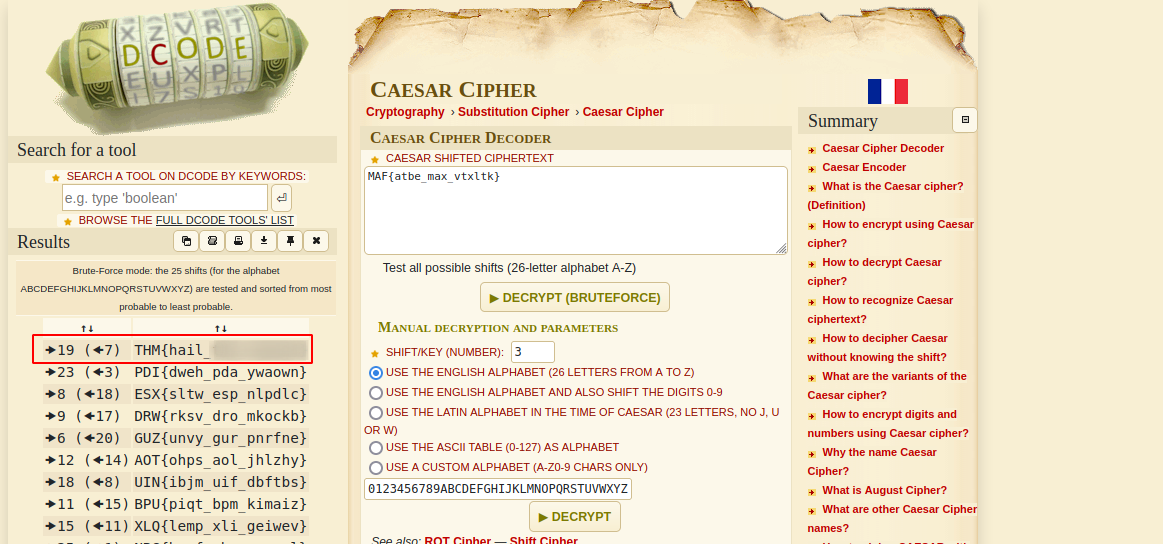 X Z V R T
D C O D E
CAESAR CIPHER
Cryptography › Substitution Cipher › Caesar Cipher
Search for a tool
★ SEARCH A TOOL ON DCODE BY KEYWORDS:
e.g. type 'boolean'
★ BROWSE THE FULL DCODE TOOLS' LIST
Results
Brute-Force mode: the 25 shifts (for the alphabet
ABCDEFGHIJKLMNOPQRSTUVWXYZ) are tested and sorted from most
probable to least probable.
↑↓ ↑↓
🡲19 (🡰7) THM{hail_
🡲23 (🡰3) PDI{dweh_pda_ywaown}
🡲8 (🡰18) ESX{sltw_esp_nlpdlc}
🡲9 (🡰17) DRW{rksv_dro_mkockb}
🡲6 (🡰20) GUZ{unvy_gur_pnrfne}
🡲12 (🡰14) AOT{ohps_aol_jhlzhy}
🡲18 (🡰8) UIN{ibjm_uif_dbftbs}
🡲11 (🡰15) BPU{piqt_bpm_kimaiz}
🡲15 (🡰11) XLQ{lemp_xli_geiwev}
CAESAR CIPHER DECODER
★ CAESAR SHIFTED CIPHERTEXT
MAF{atbe_max_vtxltk}
Test all possible shifts (26-letter alphabet A-Z)
▶ DECRYPT (BRUTEFORCE)
MANUAL DECRYPTION AND PARAMETERS
★ SHIFT/KEY (NUMBER): 3
USE THE ENGLISH ALPHABET (26 LETTERS FROM A TO Z)
USE THE ENGLISH ALPHABET AND ALSO SHIFT THE DIGITS 0-9
USE THE LATIN ALPHABET IN THE TIME OF CAESAR (23 LETTERS, NO J, U
OR W)
USE THE ASCII TABLE (0-127) AS ALPHABET
USE A CUSTOM ALPHABET (A-Z0-9 CHARS ONLY)
0123456789ABCDEFGHIJKLMNOPQRSTUVWXYZ
▶ DECRYPT
See also: ROT Cipher — Shift Cipher
Summary
Caesar Cipher Decoder
Caesar Encoder
What is the Caesar cipher?
(Definition)
How to encrypt using Caesar
cipher?
How to decrypt Caesar
cipher?
How to recognize Caesar
ciphertext?
How to decipher Caesar
without knowing the shift?
What are the variants of the
Caesar cipher?
How to encrypt digits and
numbers using Caesar cipher?
Why the name Caesar
Cipher?
What is August Cipher?
What are other Caesar Cipher
names?